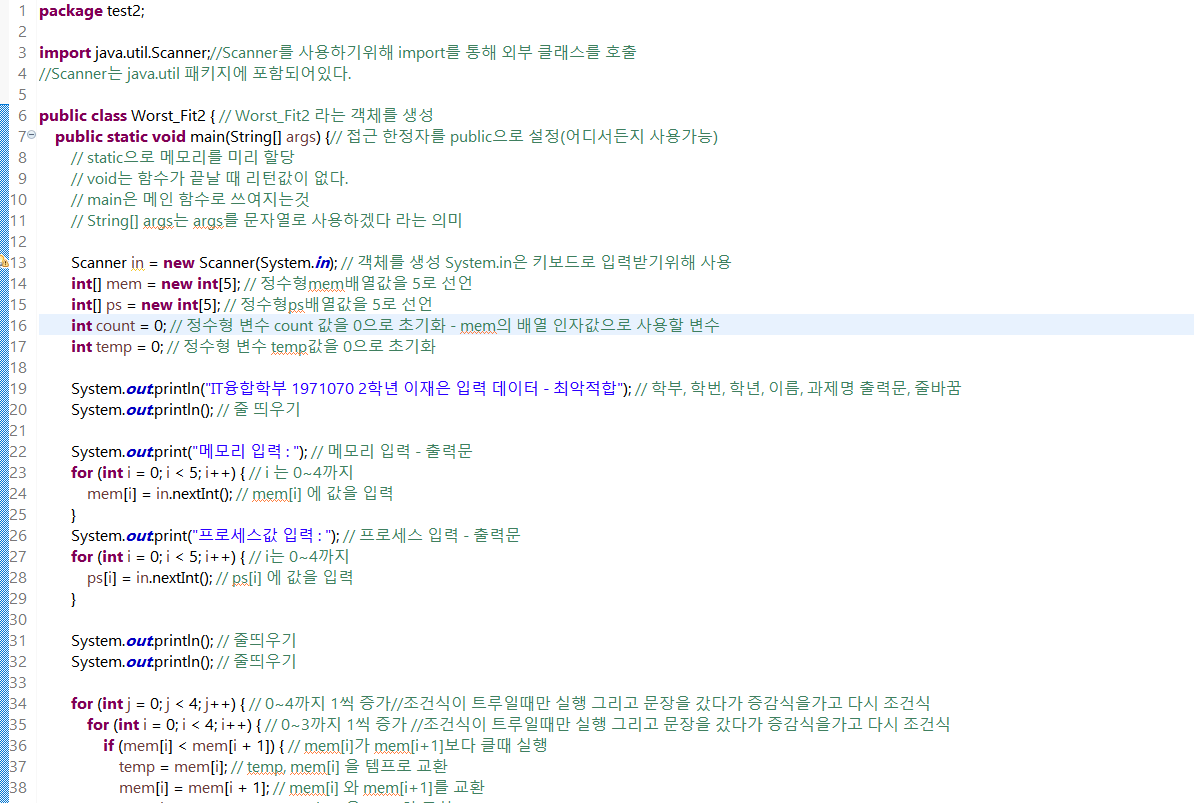 1 package test2;
2
3 import java.util.Scanner;//Scanner를 사용하기위해 import를 통해 외부 클래스를 호출
4 //Scanner는 java.util 패키지에 포함되어있다.
5
6 public class Worst_Fit2 { // Worst_Fit2 라는 객체를 생성
7 public static void main(String[] args) {// 접근 한정자를 public으로 설정(어디서든지 사용가능)
8 // static으로 메모리를 미리 할당
9 // void는 함수가 끝날 때 리턴값이 없다.
10 // main은 메인 함수로 쓰여지는것
11 // String[] args는 args를 문자열로 사용하겠다 라는 의미
12
13 Scanner in = new Scanner(System.in); // 객체를 생성 System.in은 키보드로 입력받기위해 사용
14 int[] mem = new int[5]; // 정수형mem배열값을 5로 선언
15 int[] ps = new int[5]; // 정수형ps배열값을 5로 선언
16 int count = 0; // 정수형 변수 count 값을 0으로 초기화 - mem의 배열 인자값으로 사용할 변수
17 int temp = 0; // 정수형 변수 temp값을 0으로 초기화
18
19 System.out.println("IT융합학부 1971070 2학년 이재은 입력 데이터 - 최악적합"); // 학부, 학번, 학년, 이름, 과제명 출력문, 줄바꿈
20 System.out.println(); // 줄 띄우기
21
22 System.out.print("메모리 입력 : "); // 메모리 입력 - 출력문
23 for (int i = 0; i < 5; i++) { // i 는 0~4까지
24 mem[i] = in.nextInt(); // mem[i] 에 값을 입력
25 }
26 System.out.print("프로세스값 입력 : "); // 프로세스 입력 - 출력문
27 for (int i = 0; i < 5; i++) { // i는 0~4까지
28 ps[i] = in.nextInt(); // ps[i] 에 값을 입력
29 }
30
31 System.out.println(); // 줄띄우기
32 System.out.println(); // 줄띄우기
33
34 for (int j = 0; j < 4; j++) { // 0~4까지 1씩 증가//조건식이 트루일때만 실행 그리고 문장을 갔다가 증감식을가고 다시 조건식
35 for (int i = 0; i < 4; i++) { // 0~3까지 1씩 증가 //조건식이 트루일때만 실행 그리고 문장을 갔다가 증감식을가고 다시 조건식
36 if (mem[i] < mem[i + 1]) { // mem[i]가 mem[i+1]보다 클때 실행
37 temp = mem[i]; // temp, mem[i] 을 템프로 교환
38 mem[i] = mem[i + 1]; // mem[i] 와 mem[i+1]를 교환